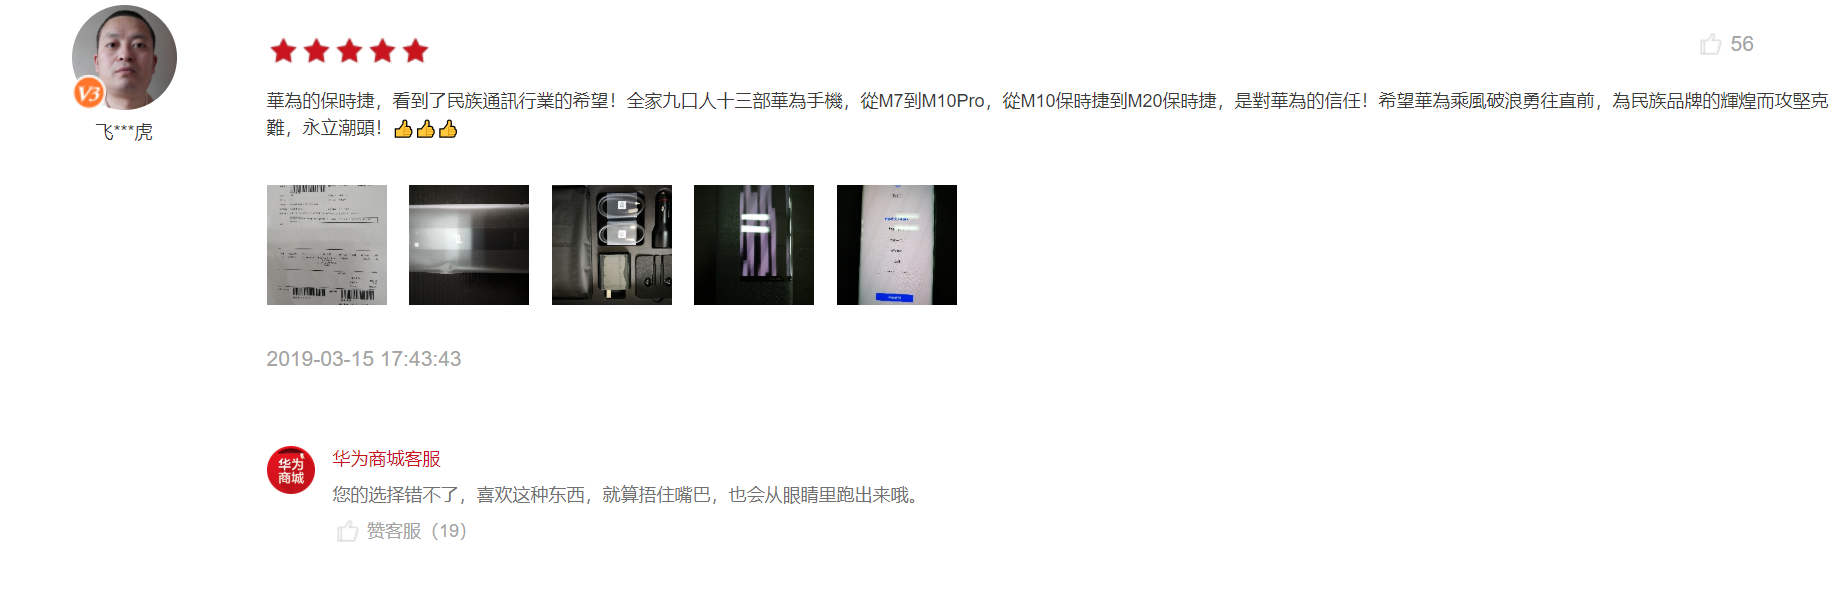 56
華為的保時捷，看到了民族通訊行業的希望！全家九口人十三部華為手機，從M7到M10Pro，從M10保時捷到M20保時捷，是對華為的信任！希望華為乘風破浪勇往直前，為民族品牌的輝煌而攻堅克
難，永立潮頭！👍👍👍
V3
飞***虎
2019-03-15 17:43:43
华为
商城
华为商城客服
您的选择错不了，喜欢这种东西，就算捂住嘴巴，也会从眼睛里跑出来哦。
赞客服（19）